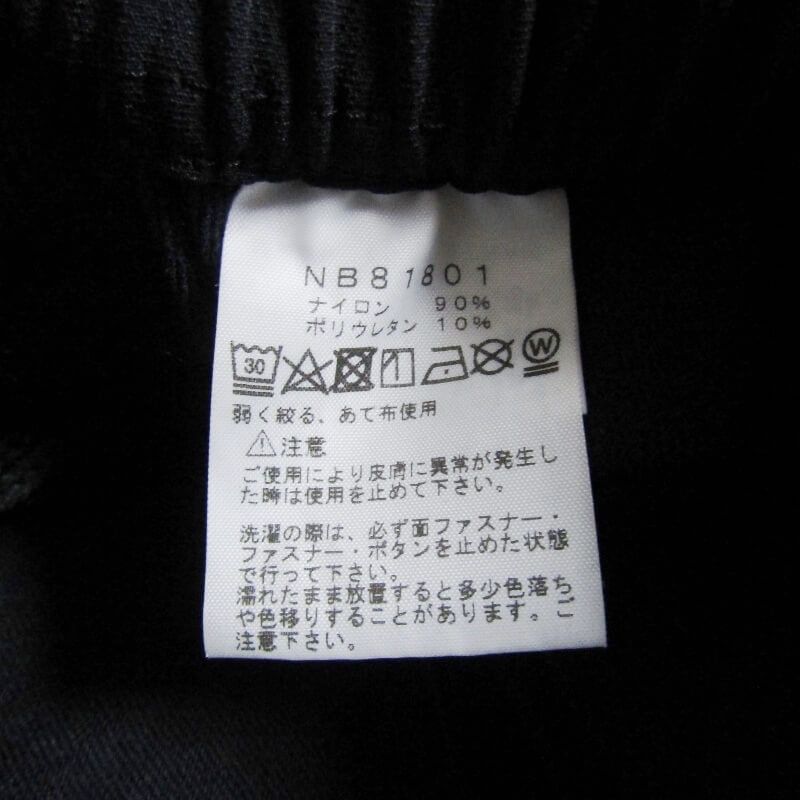 NB81801
ナイロン 90%
ポリウレタン 10%
30 W
弱く絞る、あて布使用
注意
ご使用により皮膚に異常が発生し
た時は使用を止めて下さい。
洗濯の際は、必ず面ファスナー・
ファスナー・ボタンを止めた状態
で行って下さい。
濡れたまま放置すると多少色落ち
や色移りすることがあります。ご
注意下さい。